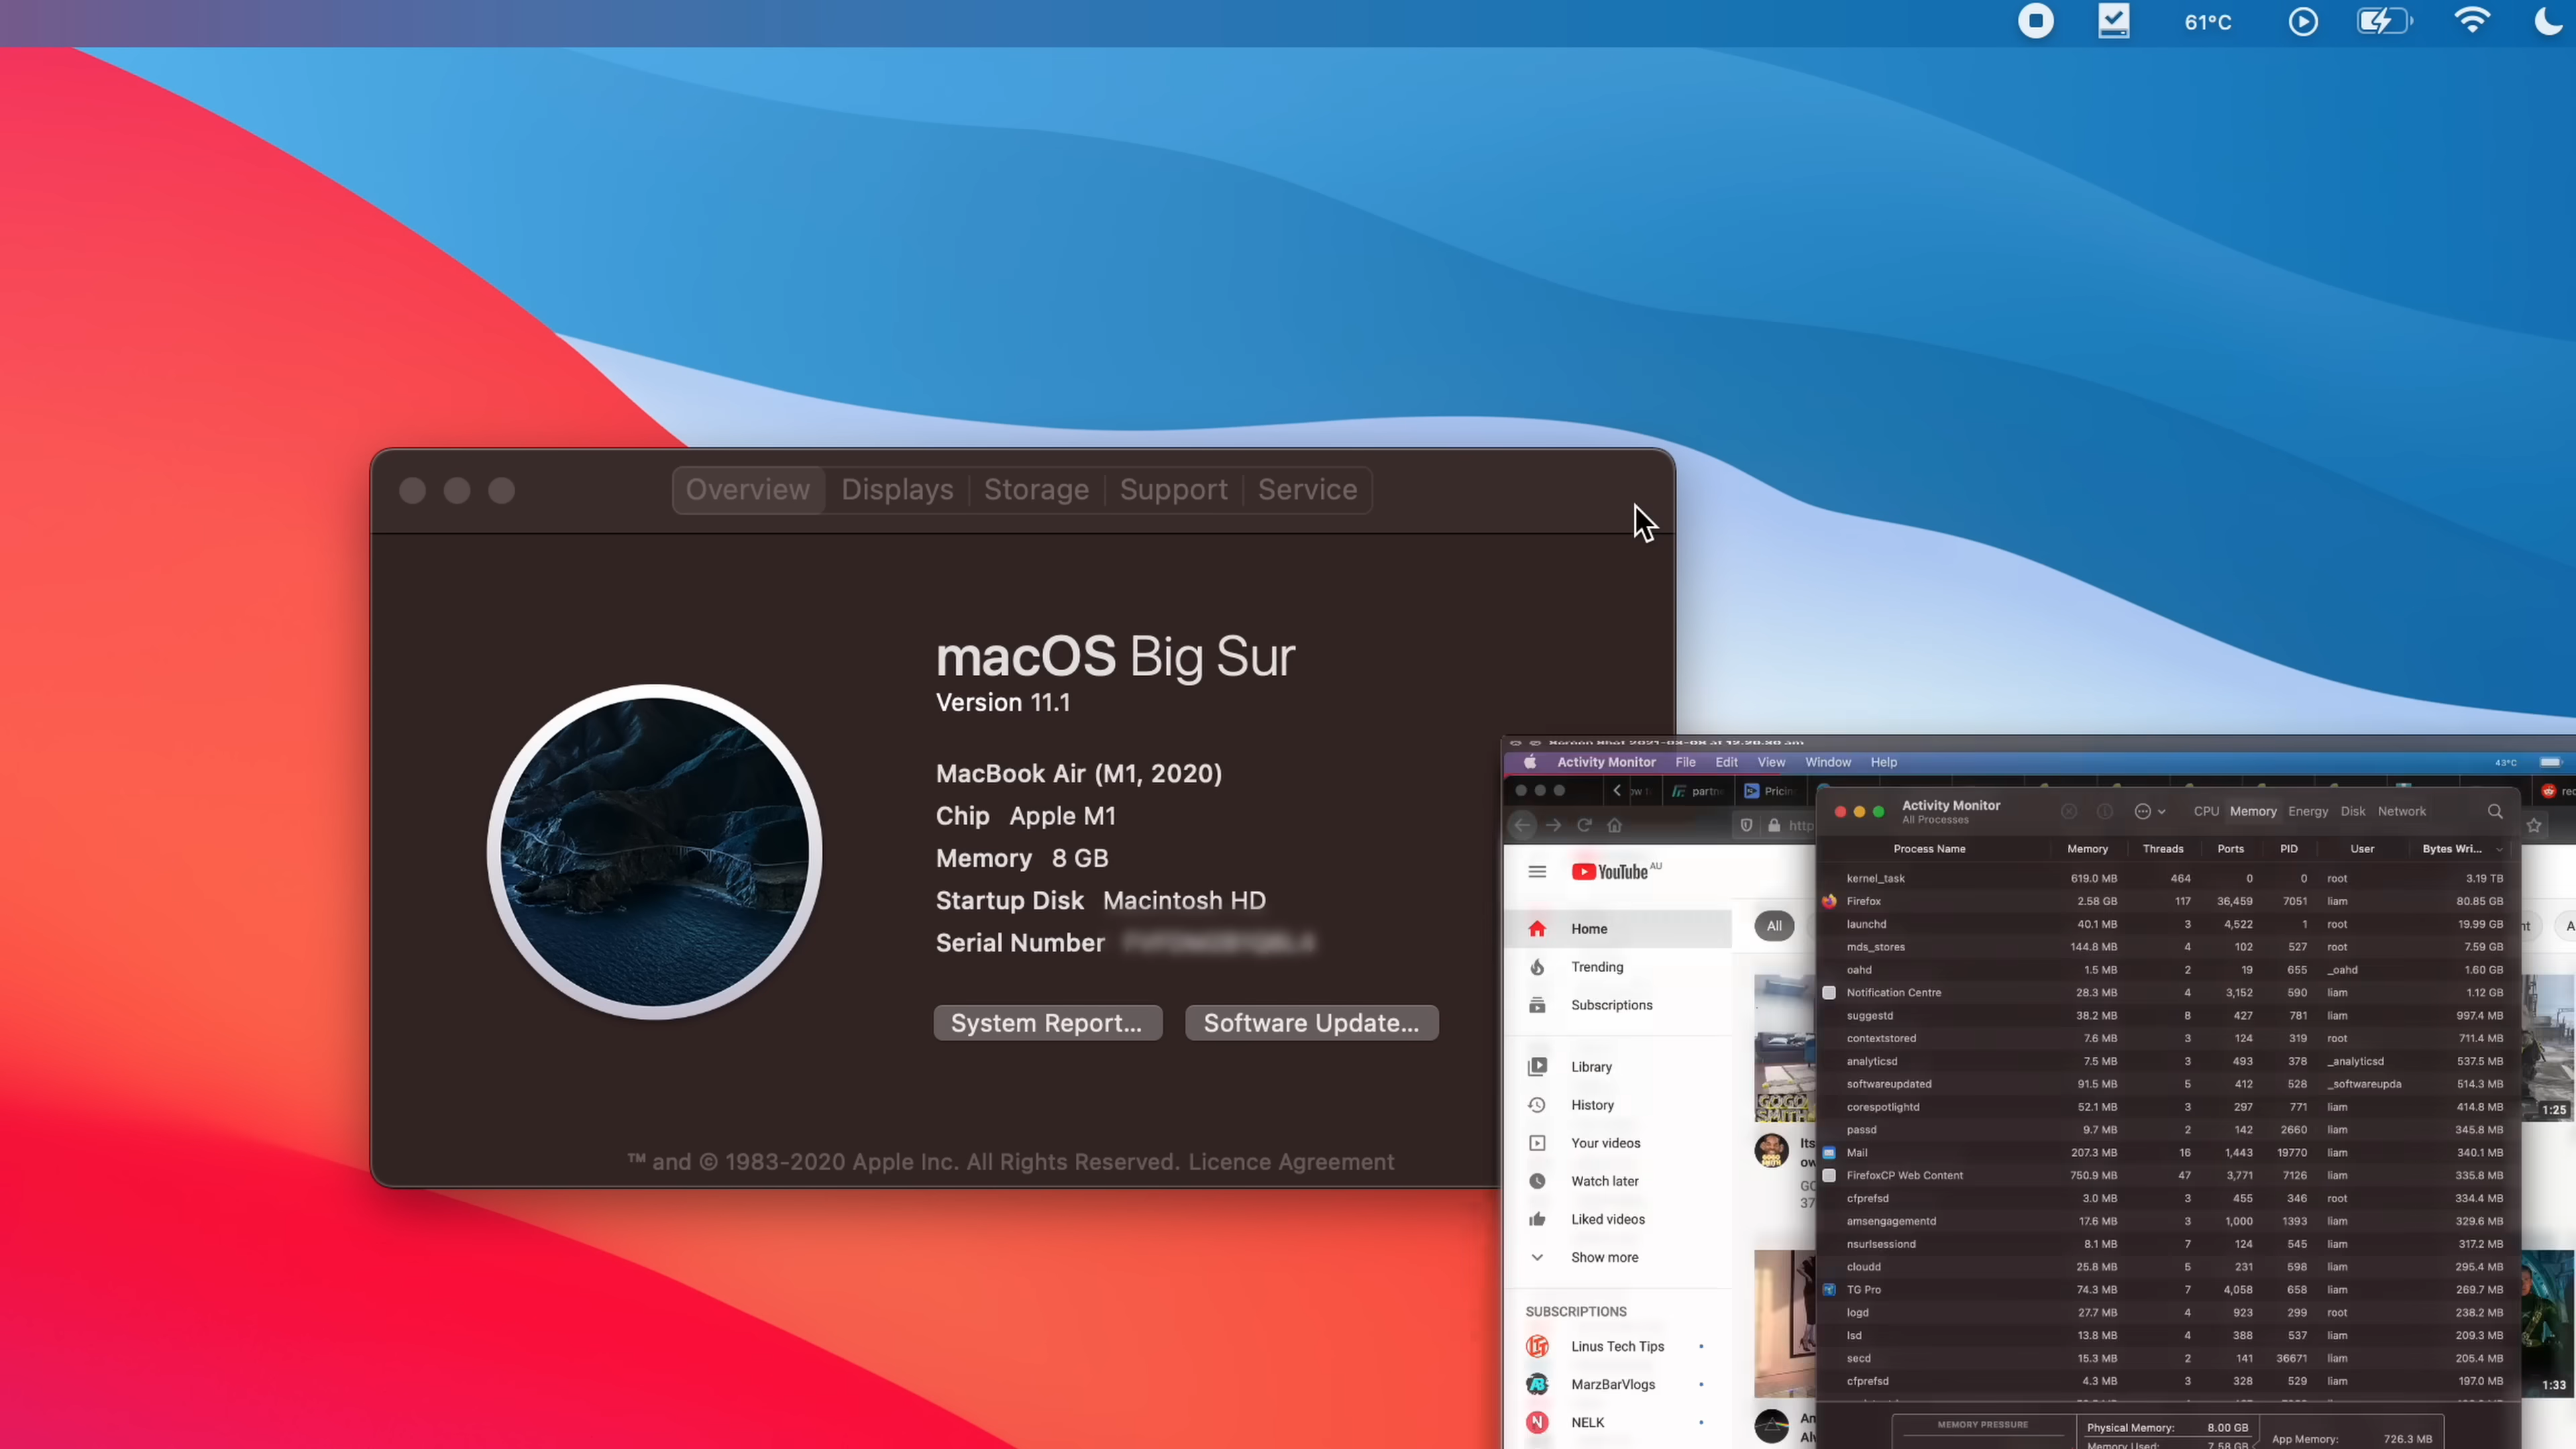 61°C
Overview Displays Storage Support Service
macOS Big Sur
Version 11.1
MacBook Air (M1, 2020)
Chip Apple M1
Memory 8 GB
Startup Disk Macintosh HD
Serial Number
System Report... Software Update...
™ and © 1983-2020 Apple Inc. All Rights Reserved. Licence Agreement
Activity Monitor File Edit View Window Help 43°C
partne Pricin
http
YouTube AU
Home
Trending
Subscriptions
Library
History
Your videos
Watch later
Liked videos
Show more
SUBSCRIPTIONS
Linus Tech Tips
MarzBarVlogs
NELK
All
GOGO
SMITH
Its
1:25
1:33
Activity Monitor
All Processes
CPU Memory Energy Disk Network
Process Name Memory Threads Ports PID User Bytes Wri...
kernel_task 619.0 MB 464 0 0 root 3.19 TB
Firefox 2.58 GB 117 36,459 7051 liam 80.85 GB
launchd 40.1 MB 3 4,522 1 root 19.99 GB
mds_stores 144.8 MB 4 102 527 root 7.59 GB
oahd 1.5 MB 2 19 655 _oahd 1.60 GB
Notification Centre 28.3 MB 4 3,152 590 liam 1.12 GB
suggestd 38.2 MB 8 427 781 liam 997.4 MB
contextstored 7.6 MB 3 124 319 root 711.4 MB
analyticsd 7.5 MB 3 493 378 _analyticsd 537.5 MB
softwareupdated 91.5 MB 5 412 528 _softwareupda 514.3 MB
corespotlightd 52.1 MB 3 297 771 liam 414.8 MB
passd 9.7 MB 2 142 2660 liam 345.8 MB
Mail 207.3 MB 16 1,443 19770 liam 340.1 MB
FirefoxCP Web Content 750.9 MB 47 3,771 7126 liam 335.8 MB
cfprefsd 3.0 MB 3 455 346 root 334.4 MB
amsengagementd 17.6 MB 3 1,000 1393 liam 329.6 MB
nsurlsessiond 8.1 MB 7 124 545 liam 317.2 MB
cloudd 25.8 MB 5 231 598 liam 295.4 MB
TG Pro 74.3 MB 7 4,058 658 liam 269.7 MB
logd 27.7 MB 4 923 299 root 238.2 MB
lsd 13.8 MB 4 388 537 liam 209.3 MB
secd 15.3 MB 2 141 36671 liam 205.4 MB
cfprefsd 4.3 MB 3 328 529 liam 197.0 MB
MEMORY PRESSURE
Physical Memory: 8.00 GB
Memory Used: 7.58 GB
App Memory: 726.3 MB